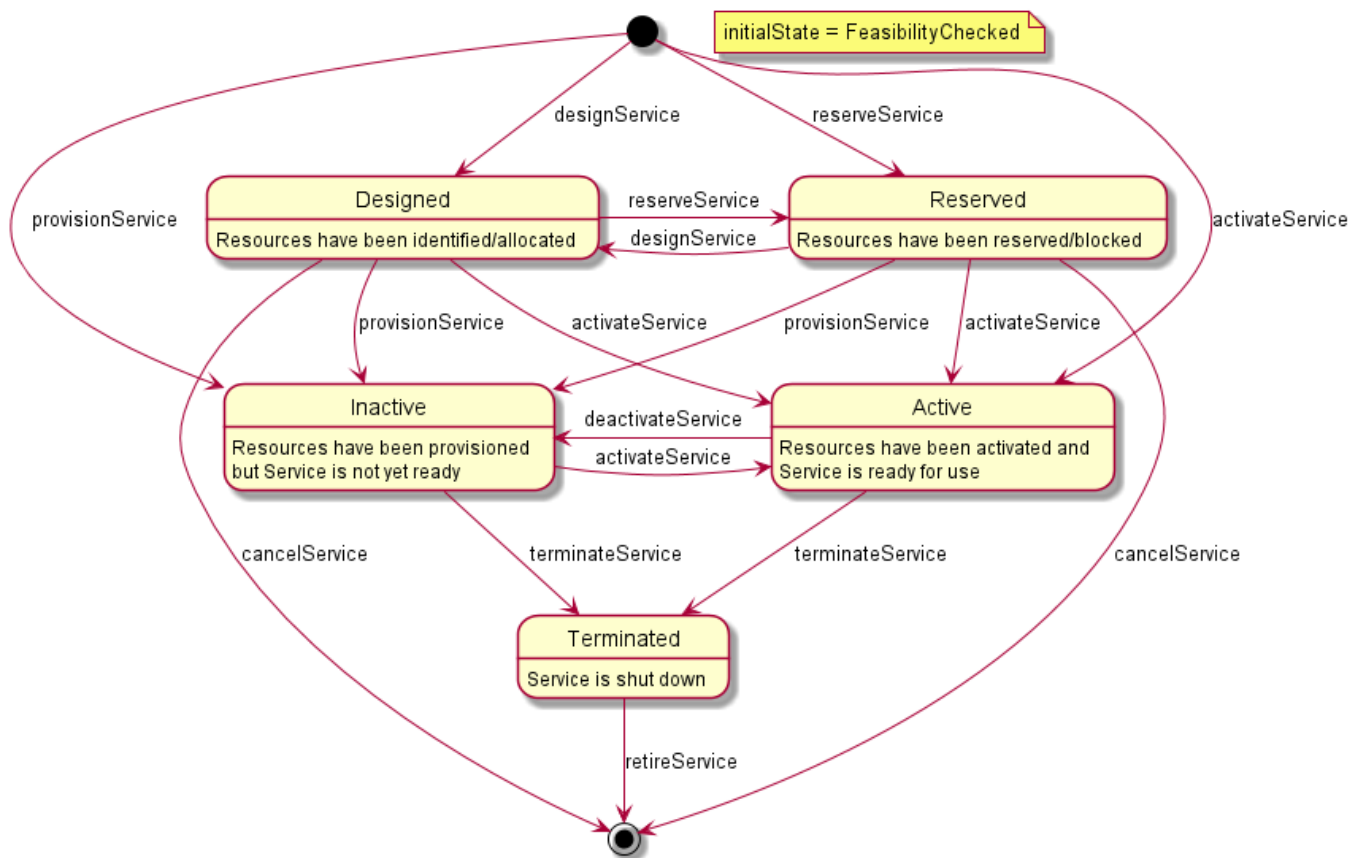 initialState = FeasibilityChecked
designService
reserveService
provisionService
activateService
Designed
Resources have been identified/allocated
reserveService
designService
Reserved
Resources have been reserved/blocked
provisionService
activateService
provisionService
activateService
Inactive
Resources have been provisioned
but Service is not yet ready
deactivateService
activateService
Active
Resources have been activated and
Service is ready for use
cancelService
terminateService
terminateService
cancelService
Terminated
Service is shut down
retireService